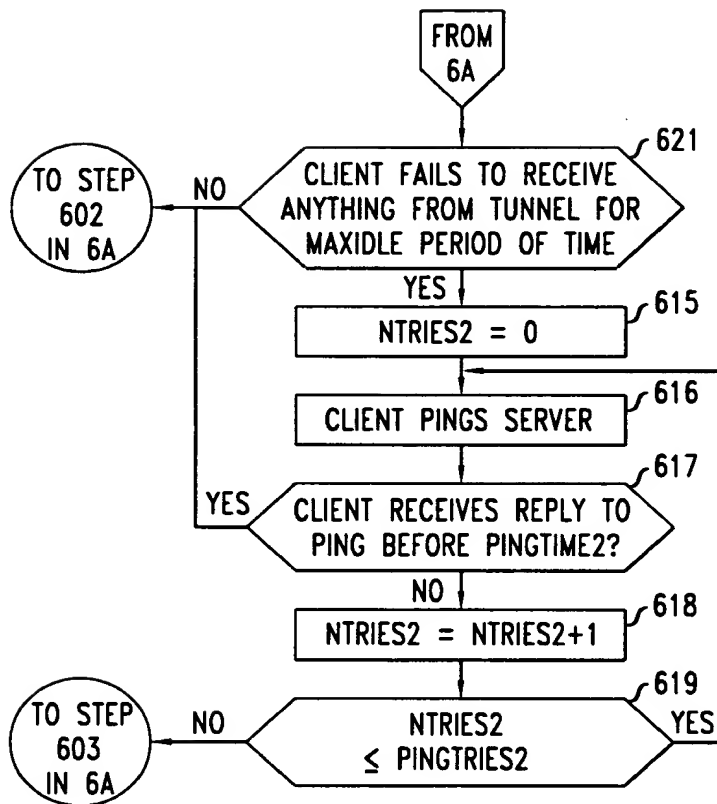 FROM
6A
621
TO STEP
602
IN 6A
NO
CLIENT FAILS TO RECEIVE
ANYTHING FROM TUNNEL FOR
MAXIDLE PERIOD OF TIME
YES
615
NTRIES2 = 0
616
CLIENT PINGS SERVER
617
YES
CLIENT RECEIVES REPLY TO
PING BEFORE PINGTIME2?
NO
618
NTRIES2 = NTRIES2+1
619
TO STEP
603
IN 6A
NO
NTRIES2
≤ PINGTRIES2
YES